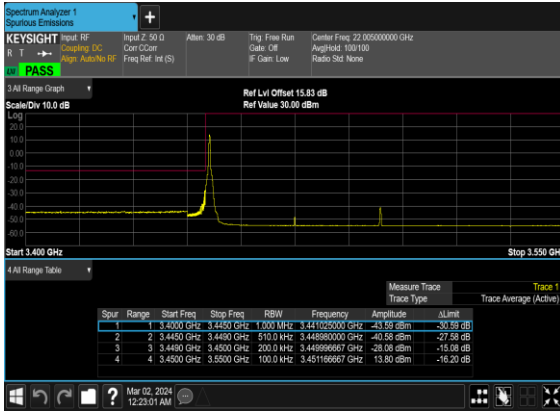 Spectrum Analyzer 1
Spurious Emissions
+
KEYSIGHT Input: RF Input Z: 50 Ω Atten: 30 dB Trig: Free Run Center Freq: 22.005000000 GHz
R T Coupling: DC Corr CCorr Gate: Off Avg|Hold: 100/100
Align: Auto/No RF Freq Ref: Int (S) IF Gain: Low Radio Std: None
PASS
3 All Range Graph
Ref Lvl Offset 15.83 dB
Scale/Div 10.0 dB Ref Value 30.00 dBm
Log
20.0
10.0
0.00
-10.0
-20.0
-30.0
-40.0
-50.0
-60.0
Start 3.400 GHz Stop 3.550 GH
4 All Range Table
Measure Trace Trace 1
Trace Type Trace Average (Active)
Spur Range Start Freq Stop Freq RBW Frequency Amplitude ΔLimit
1 1 3.4000 GHz 3.4450 GHz 1.000 MHz 3.441025000 GHz -43.59 dBm -30.59 dB
2 2 3.4450 GHz 3.4490 GHz 510.0 kHz 3.448980000 GHz -40.58 dBm -27.58 dB
3 3 3.4490 GHz 3.4500 GHz 200.0 kHz 3.449996667 GHz -28.08 dBm -15.08 dB
4 4 3.4500 GHz 3.5500 GHz 100.0 kHz 3.451166667 GHz 13.80 dBm -16.20 dB
? Mar 02, 2024
12:23:01 AM